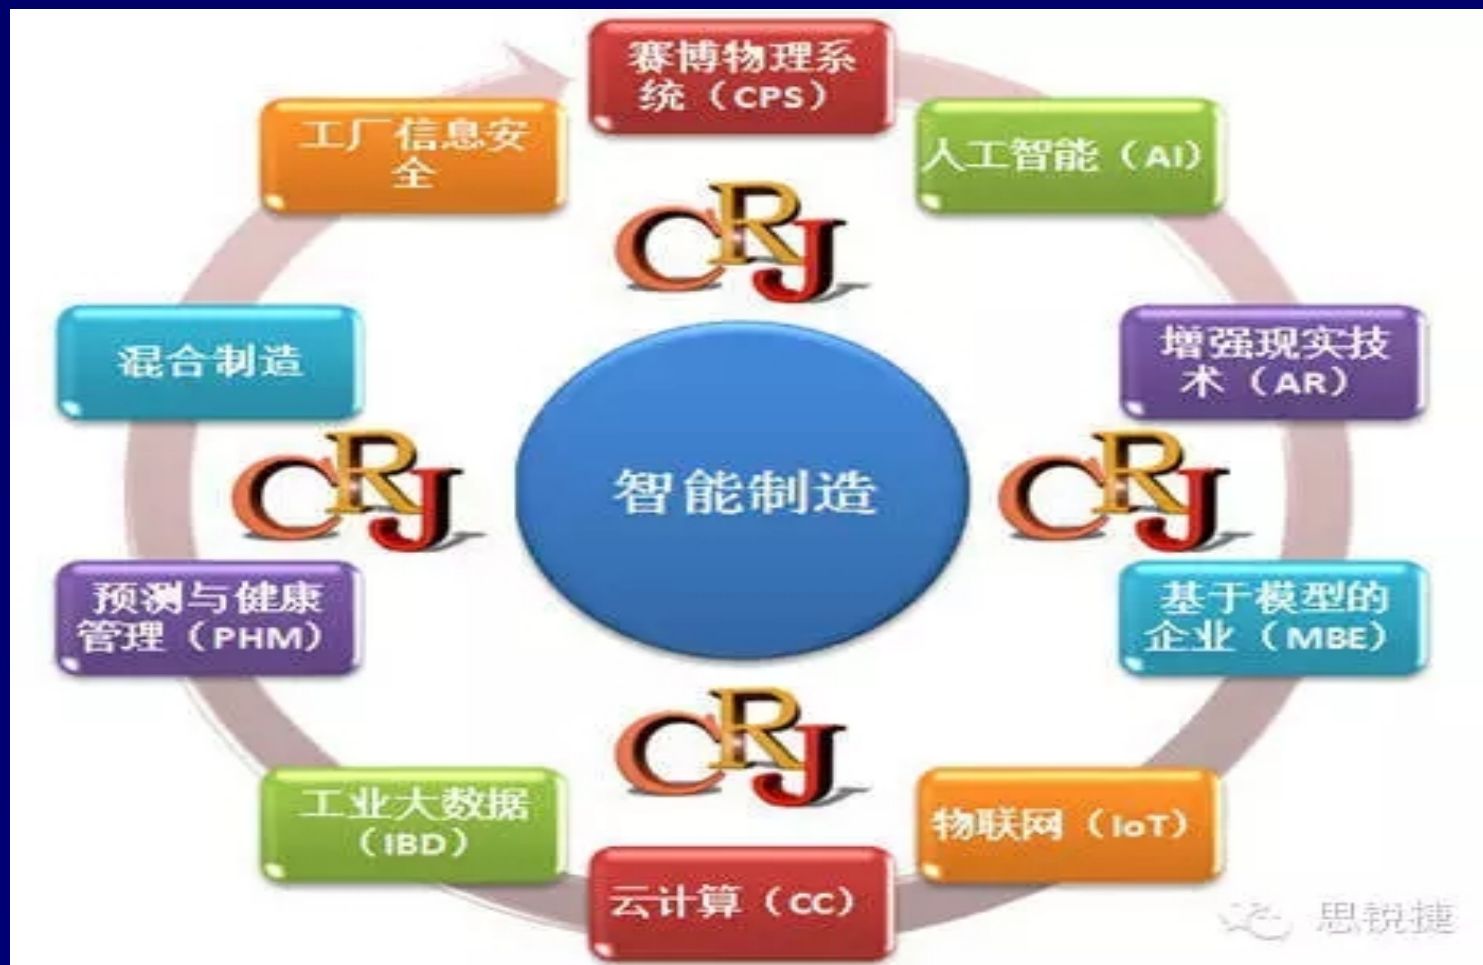 赛博物理系
统（CPS）
人工智能（AI）
增强现实技
术（AR）
基于模型的
企业（MBE）
物联网（IoT）
云计算（CC）
工业大数据
（IBD）
预测与健康
管理（PHM）
混合制造
工厂信息安
全
CRJ
CRJ
智能制造
CRJ
CRJ
思锐捷